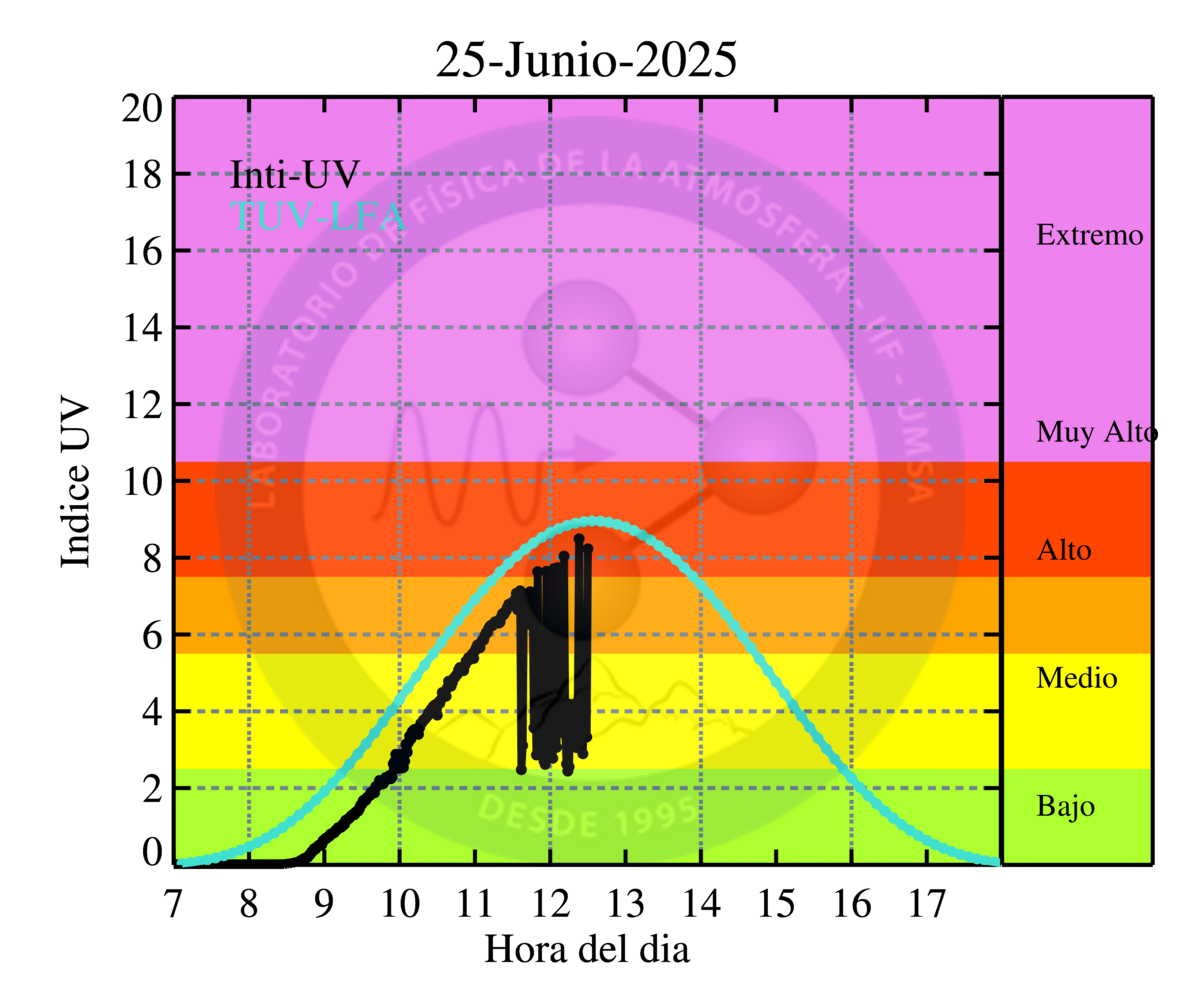 25-Junio-2025
Indice UV
20
18
16
14
12
10
8
6
4
2
0
Inti-UV
TUV-LFA
LABORATORIO DE FÍSICA DE LA ATMÓSFERA - IIF - UMSA
DESDE 1995
Extremo
Muy Alto
Alto
Medio
Bajo
7 8 9 10 11 12 13 14 15 16 17
Hora del dia